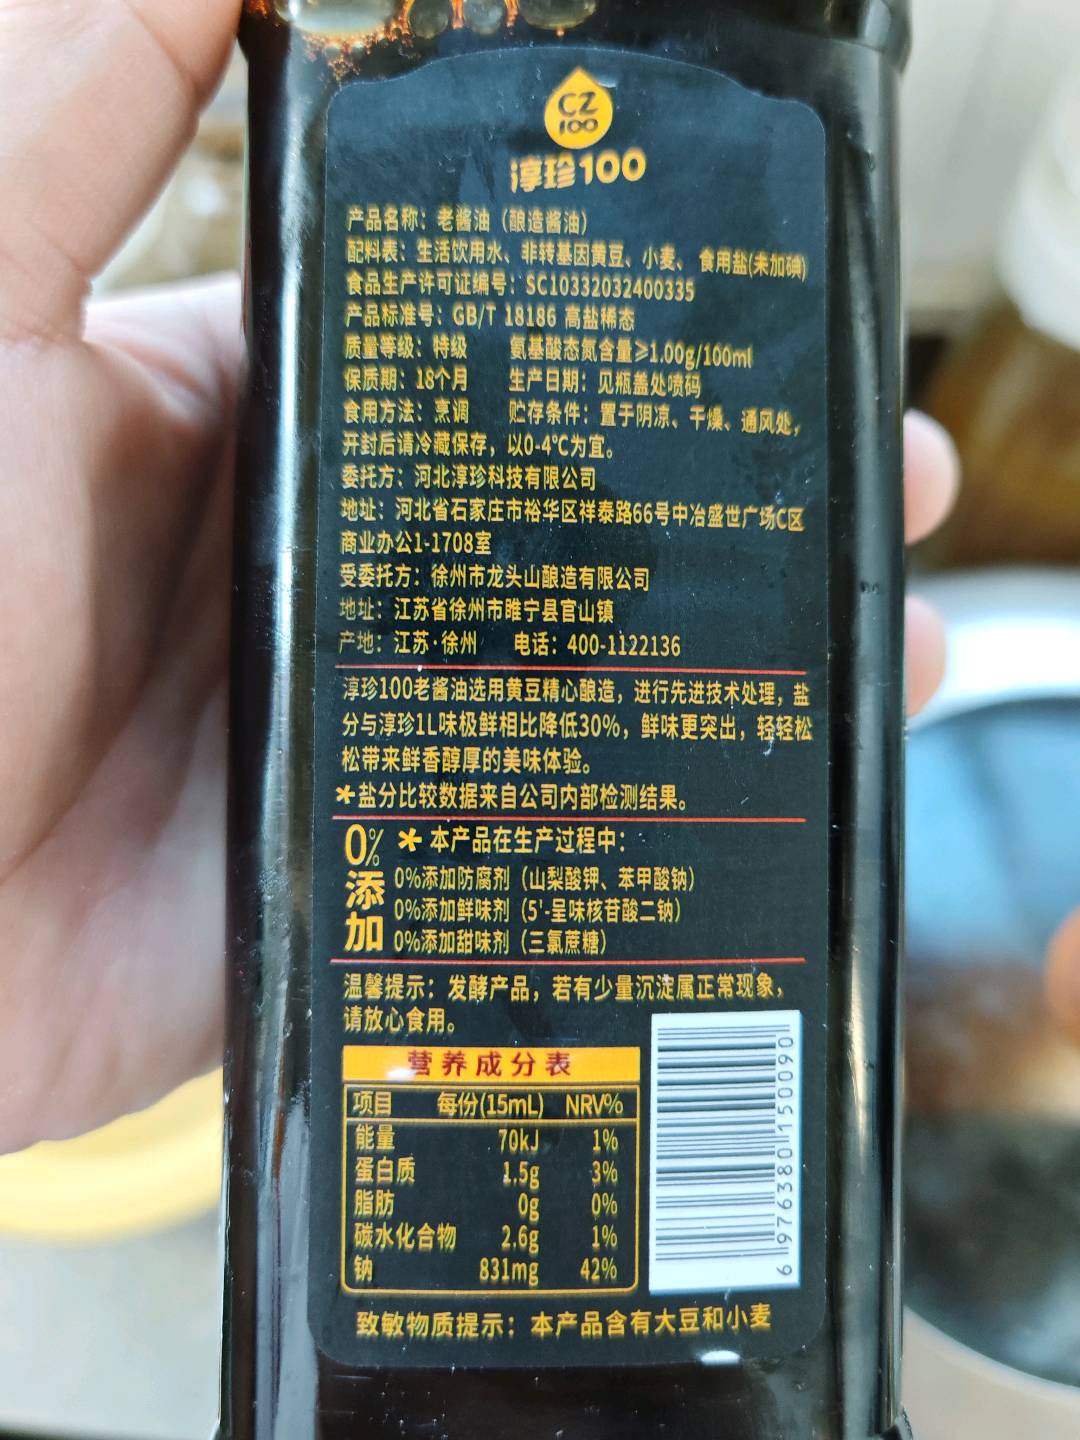 CZ
100
淳珍100
产品名称：老酱油（酿造酱油）
配料表：生活饮用水、非转基因黄豆、小麦、食用盐(未加碘)
食品生产许可证编号：SC10332032400335
产品标准号：GB/T 18186 高盐稀态
质量等级：特级 氨基酸态氮含量≥1.00g/100ml
保质期：18个月 生产日期：见瓶盖处喷码
食用方法：烹调 贮存条件：置于阴凉、干燥、通风处，
开封后请冷藏保存，以0-4℃为宜。
委托方：河北淳珍科技有限公司
地址：河北省石家庄市裕华区祥泰路66号中冶盛世广场C区
商业办公1-1708室
受委托方：徐州市龙头山酿造有限公司
地址：江苏省徐州市睢宁县官山镇
产地：江苏·徐州 电话：400-1122136
淳珍100老酱油选用黄豆精心酿造，进行先进技术处理，盐
分与淳珍1L味极鲜相比降低30%，鲜味更突出，轻轻松
松带来鲜香醇厚的美味体验。
*盐分比较数据来自公司内部检测结果。
0%添加
*本产品在生产过程中：
0%添加防腐剂（山梨酸钾、苯甲酸钠）
0%添加鲜味剂（5'-呈味核苷酸二钠）
0%添加甜味剂（三氯蔗糖）
温馨提示：发酵产品，若有少量沉淀属正常现象，
请放心食用。
营养成分表
项目 每份(15mL) NRV%
能量 70kJ 1%
蛋白质 1.5g 3%
脂肪 0g 0%
碳水化合物 2.6g 1%
钠 831mg 42%
6976380150090
致敏物质提示：本产品含有大豆和小麦